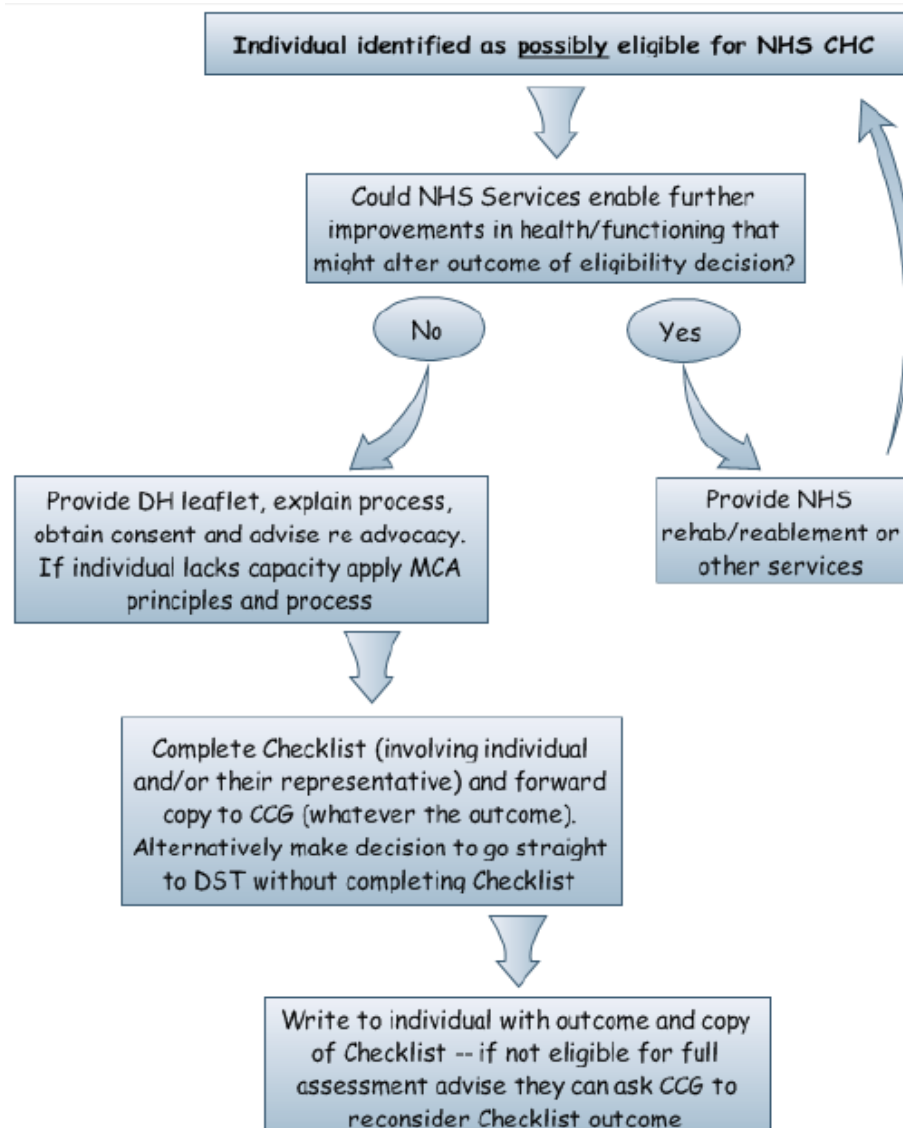 Individual identified as possibly eligible for NHS CHC
Could NHS Services enable further
improvements in health/functioning that
might alter outcome of eligibility decision?
No
Yes
Provide DH leaflet, explain process,
obtain consent and advise re advocacy.
If individual lacks capacity apply MCA
principles and process
Provide NHS
rehab/reablement or
other services
Complete Checklist (involving individual
and/or their representative) and forward
copy to CCG (whatever the outcome).
Alternatively make decision to go straight
to DST without completing Checklist
Write to individual with outcome and copy
of Checklist -- if not eligible for full
assessment advise they can ask CCG to
reconsider Checklist outcome